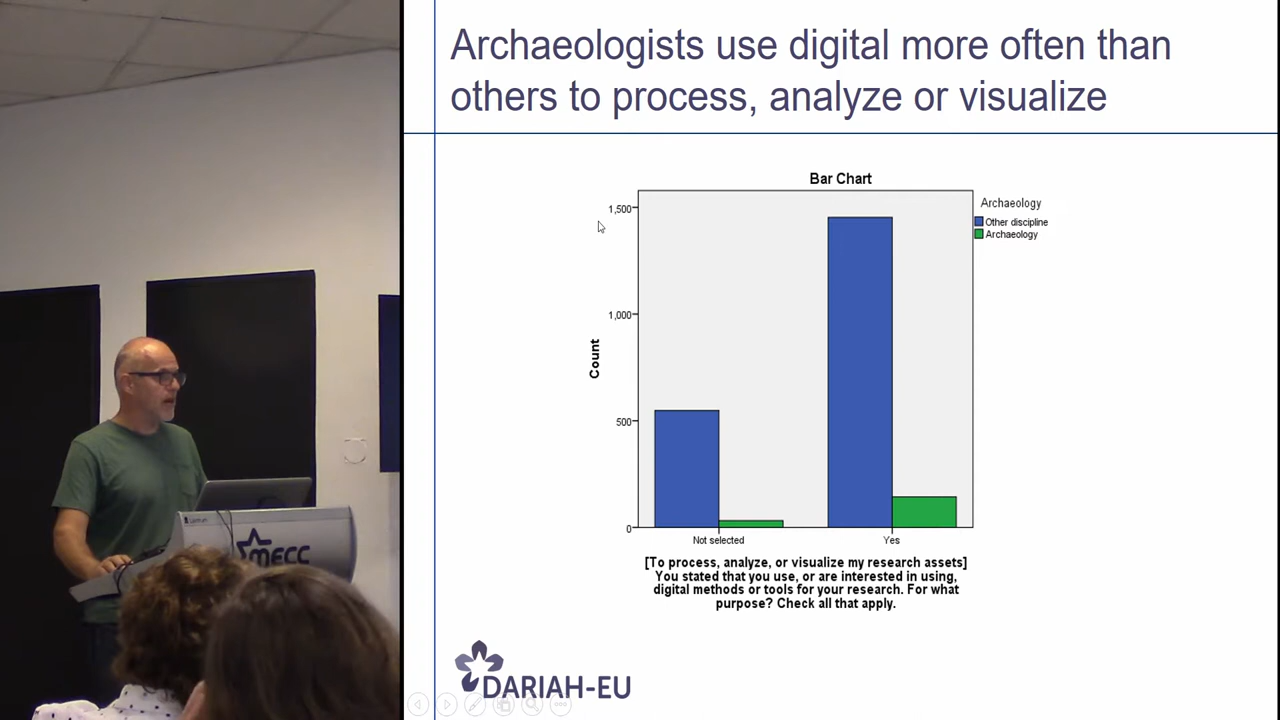 Archaeologists use digital more often than
others to process, analyze or visualize
Bar Chart
Archaeology
Other discipline
Archaeology
1,500
1,000
500
0
Count
Not selected
Yes
[To process, analyze, or visualize my research assets]
You stated that you use, or are interested in using,
digital methods or tools for your research. For what
purpose? Check all that apply.
DARIAH-EU
MECC